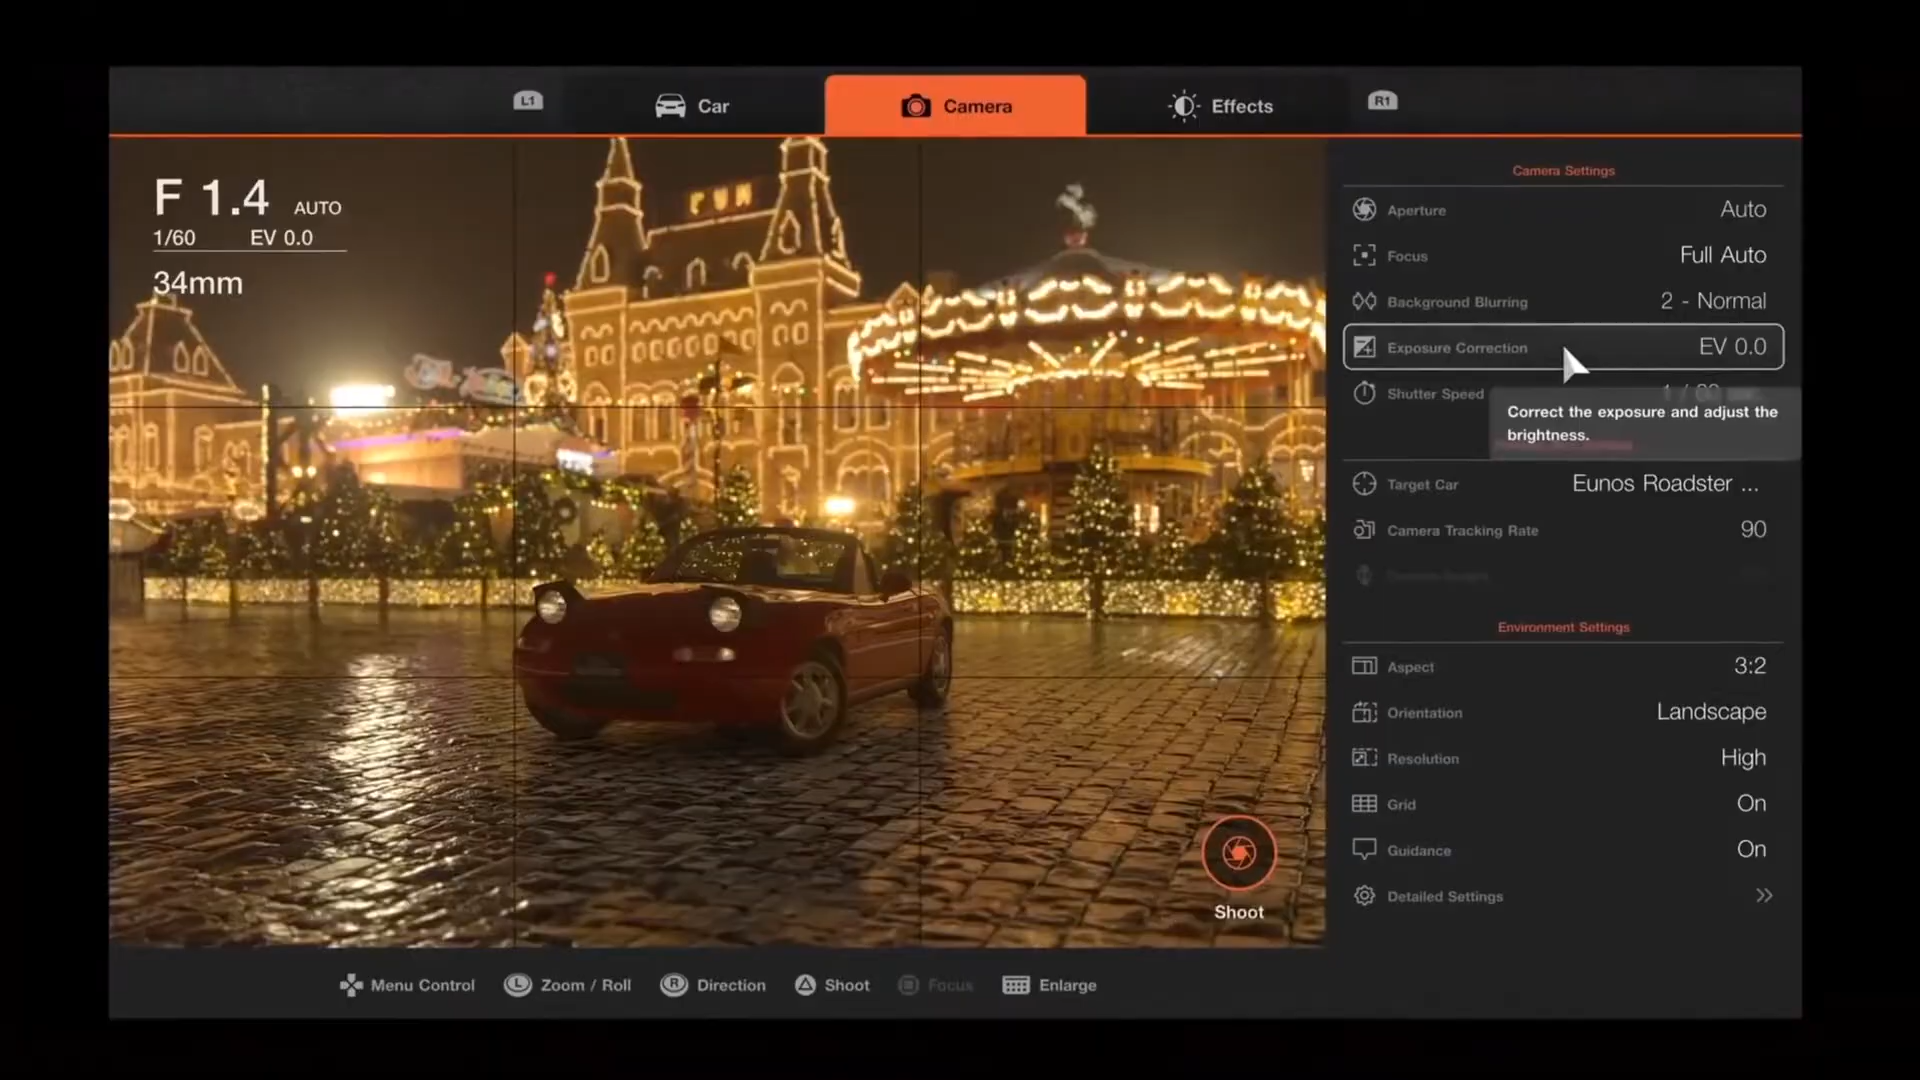 L1
Car
Camera
Effects
R1
F 1.4 AUTO
1/60 EV 0.0
34mm
Camera Settings
Aperture Auto
Focus Full Auto
Background Blurring 2 - Normal
Exposure Correction EV 0.0
Shutter Speed
Correct the exposure and adjust the
brightness.
Target Car Eunos Roadster ...
Camera Tracking Rate 90
Environment Settings
Aspect 3:2
Orientation Landscape
Resolution High
Grid On
Guidance On
Detailed Settings
Shoot
Menu Control
L Zoom / Roll
R Direction
Shoot
Focus
Enlarge